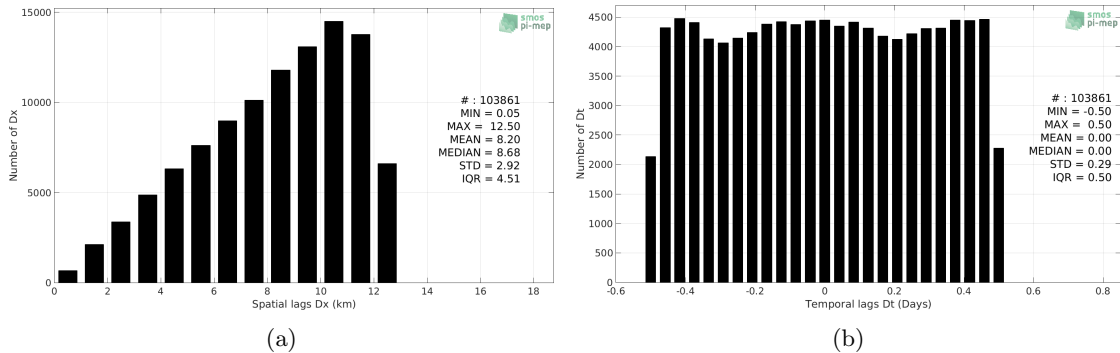 15000
10000
5000
0
Number of Dx
0 2 4 6 8 10 12 14 16 18
Spatial lags Dx (km)
smos
pi-mep
# : 103861
MIN = 0.05
MAX = 12.50
MEAN = 8.20
MEDIAN = 8.68
STD = 2.92
IQR = 4.51
(a)
4500
4000
3500
3000
2500
2000
1500
1000
500
0
Number of Dt
-0.6 -0.4 -0.2 0 0.2 0.4 0.6 0.8
Temporal lags Dt (Days)
smos
pi-mep
# : 103861
MIN = -0.50
MAX = 0.50
MEAN = 0.00
MEDIAN = 0.00
STD = 0.29
IQR = 0.50
(b)